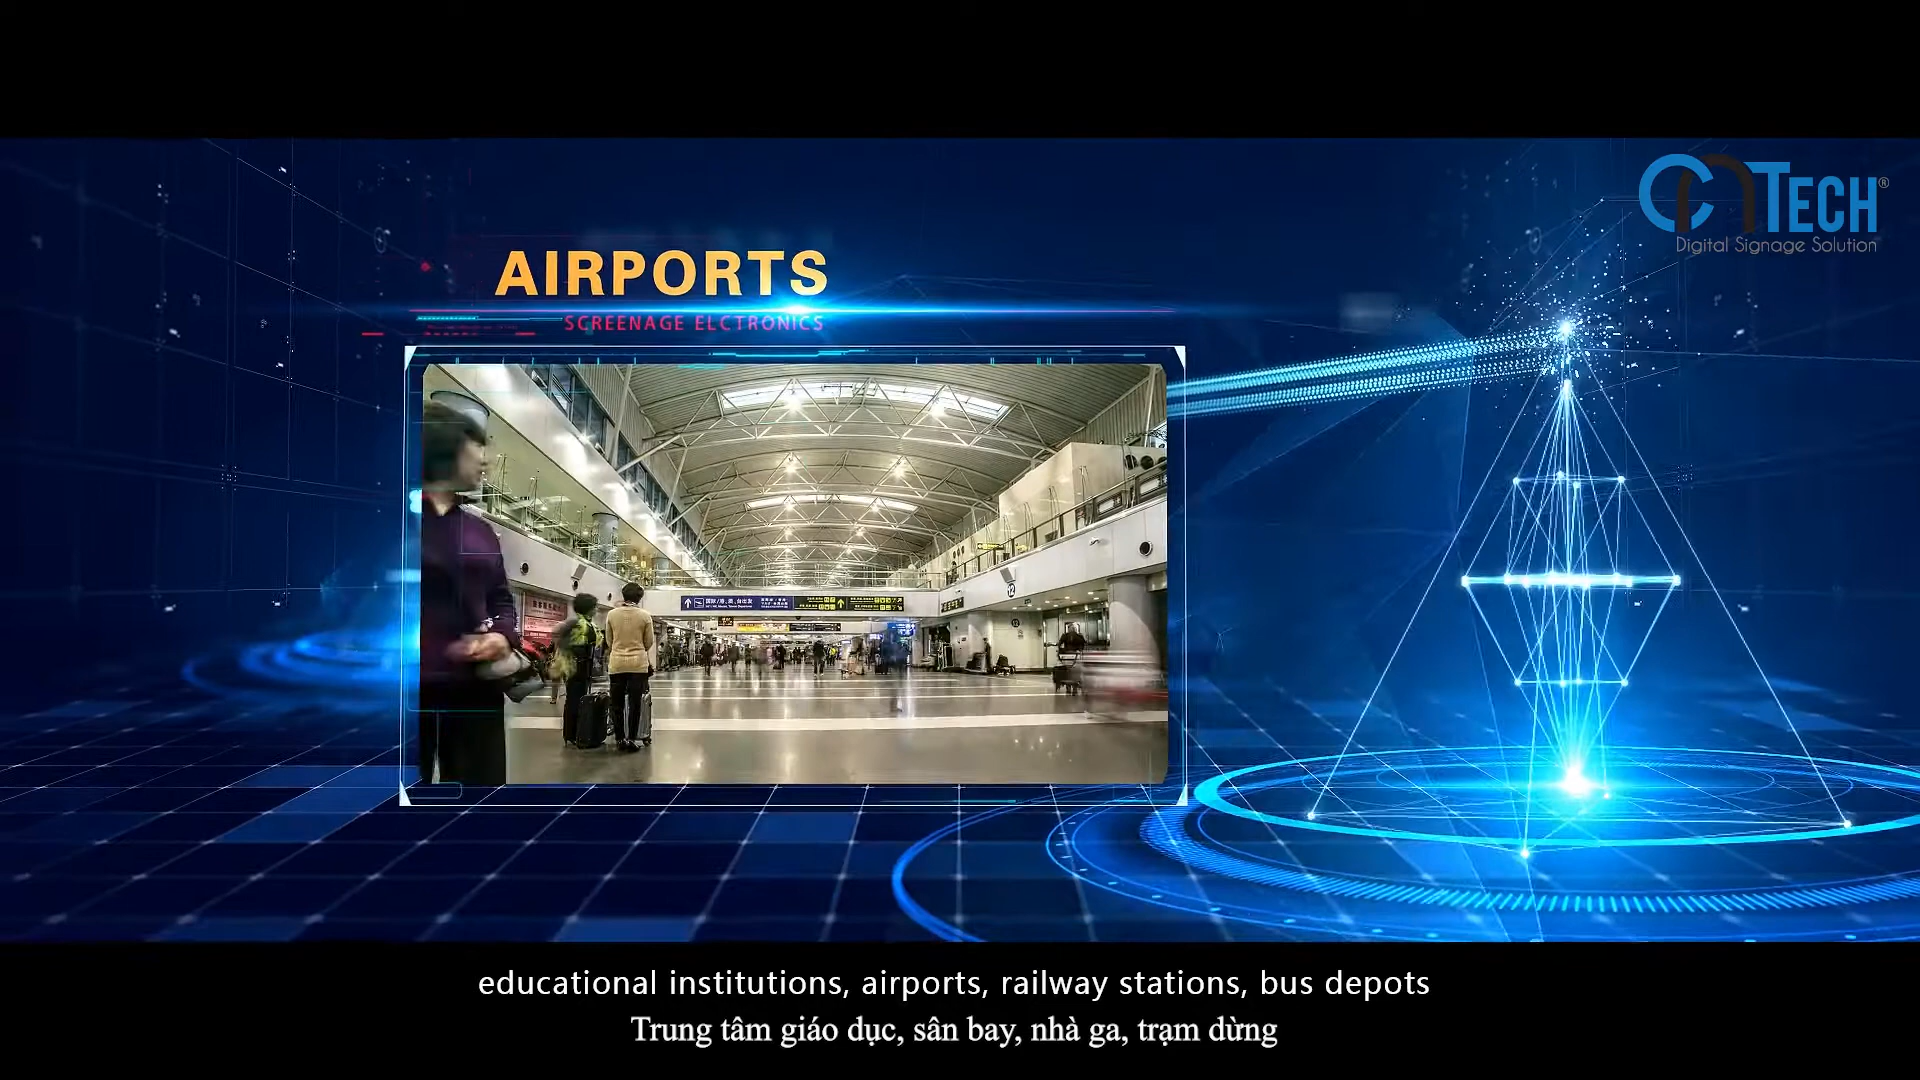 CNTECH®
Digital Signage Solution
AIRPORTS
SCREENAGE ELCTRONICS
educational institutions, airports, railway stations, bus depots
Trung tâm giáo dục, sân bay, nhà ga, trạm dừng